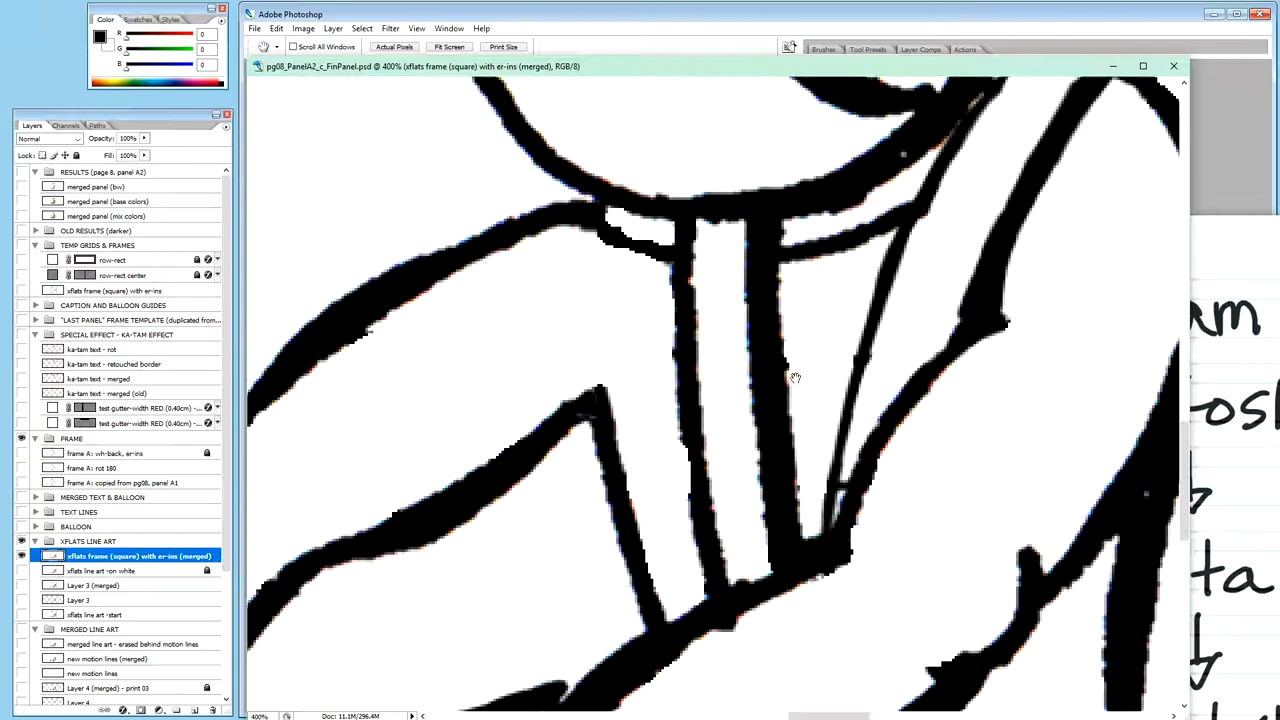 Color Swatches Styles
R 0
G 0
B 0
Adobe Photoshop
File Edit Image Layer Select Filter View Window Help
Scroll All Windows Actual Pixels Fit Screen Print Size
Brushes Tool Presets Layer Comps Actions
pg08_PanelA2_c_FinPanel.psd @ 400% (xflats frame (square) with er-ins (merged), RGB/8)
Layers Channels Paths
Normal Opacity: 100%
Lock: Fill: 100%
RESULTS (page 8, panel A2)
merged panel (bw)
merged panel (base colors)
merged panel (mix colors)
OLD RESULTS (darker)
TEMP GRIDS & FRAMES
row-rect
row-rect center
xflats frame (square) with er-ins
CAPTION AND BALLOON GUIDES
"LAST PANEL" FRAME TEMPLATE (duplicated from...
SPECIAL EFFECT - KA-TAM EFFECT
ka-tam text - rot
ka-tam text - retouched border
ka-tam text - merged
ka-tam text - merged (old)
test gutter-width RED (0.40cm) -...
test gutter-width RED (0.40cm) -...
FRAME
frame A: wh-back, er-ins
frame A: rot 180
frame A: copied from pg08, panel A1
MERGED TEXT & BALLOON
TEXT LINES
BALLOON
XFLATS LINE ART
xflats frame (square) with er-ins (merged)
xflats line art -on white
Layer 3 (merged)
Layer 3
xflats line art -start
MERGED LINE ART
merged line art - erased behind motion lines
new motion lines (merged)
new motion lines
Layer 4 (merged) - print 03
Layer 4
400% Doc: 11.1M/296.4M